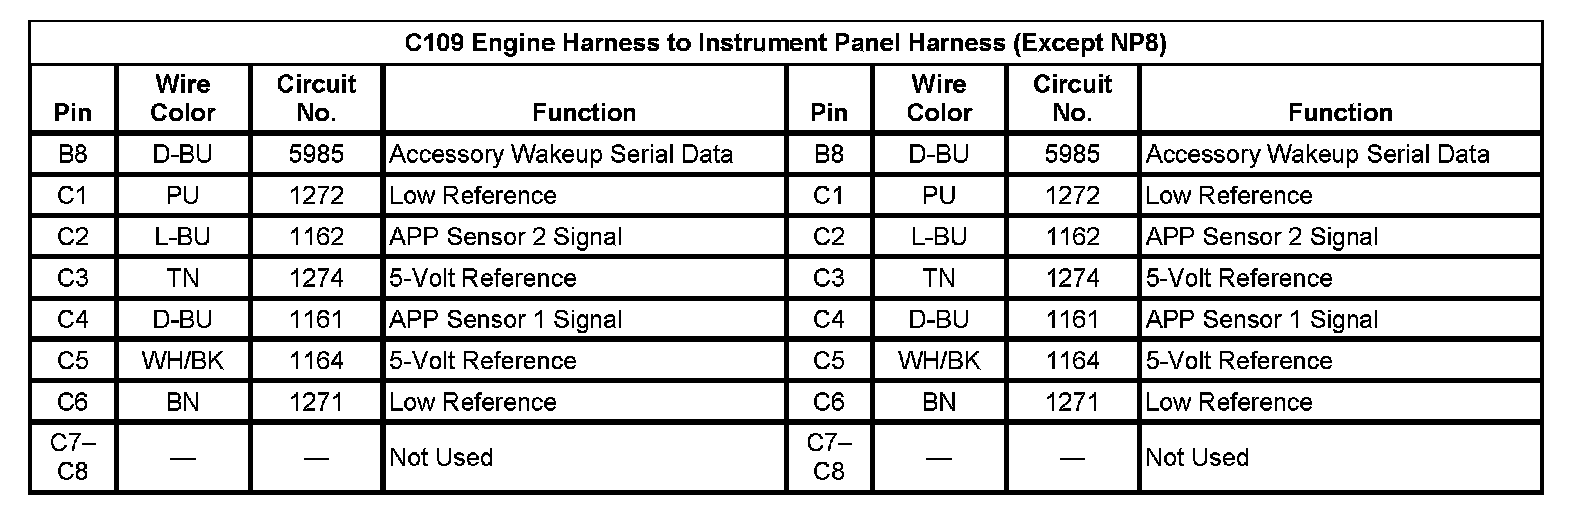 C109 Engine Harness to Instrument Panel Harness (Except NP8)
Pin Wire Color Circuit No. Function Pin Wire Color Circuit No. Function
B8 D-BU 5985 Accessory Wakeup Serial Data B8 D-BU 5985 Accessory Wakeup Serial Data
C1 PU 1272 Low Reference C1 PU 1272 Low Reference
C2 L-BU 1162 APP Sensor 2 Signal C2 L-BU 1162 APP Sensor 2 Signal
C3 TN 1274 5-Volt Reference C3 TN 1274 5-Volt Reference
C4 D-BU 1161 APP Sensor 1 Signal C4 D-BU 1161 APP Sensor 1 Signal
C5 WH/BK 1164 5-Volt Reference C5 WH/BK 1164 5-Volt Reference
C6 BN 1271 Low Reference C6 BN 1271 Low Reference
C7–C8 — — Not Used C7–C8 — — Not Used